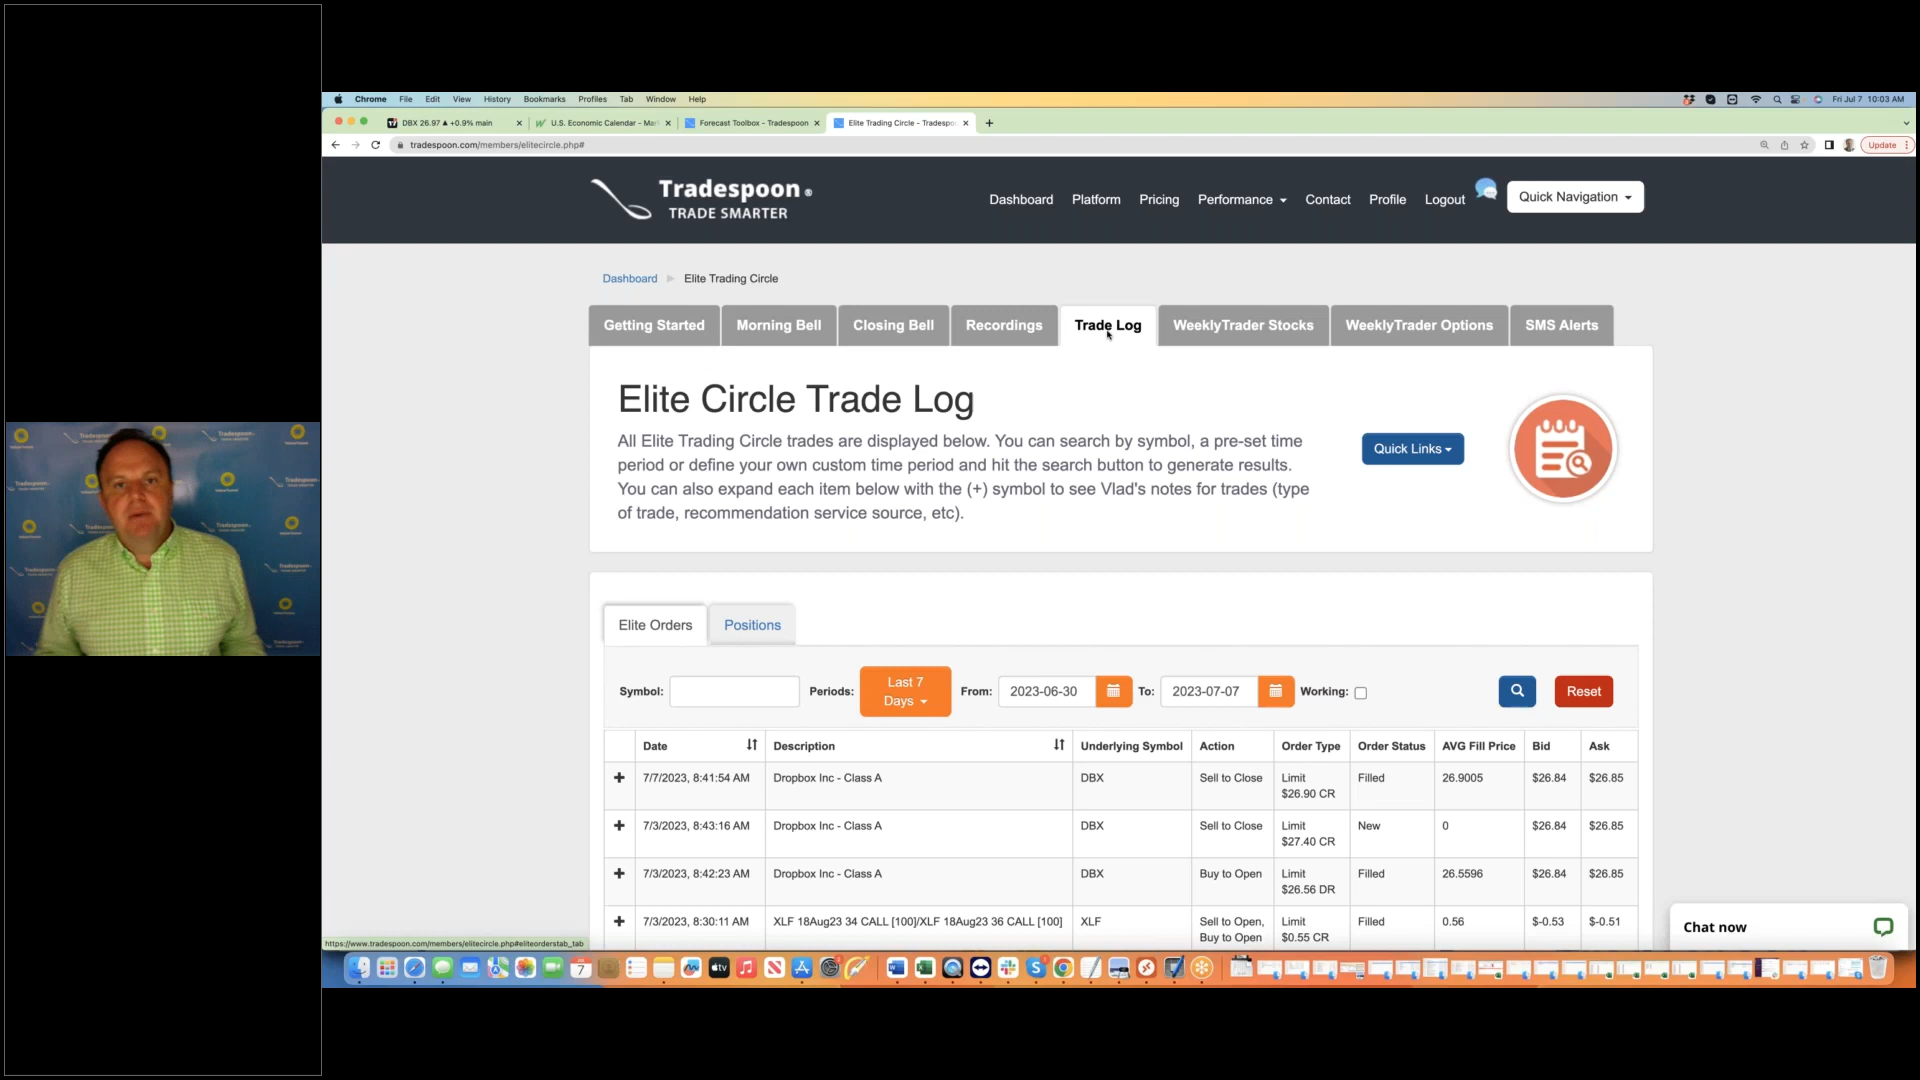 Chrome File Edit View History Bookmarks Profiles Tab Window Help
Fri Jul 7 10:03 AM
DBX 26.97 ▲ +0.9% main
U.S. Economic Calendar - Mar
Forecast Toolbox - Tradespoon
Elite Trading Circle - Tradespo
tradespoon.com/members/elitecircle.php#
Update
Tradespoon®
TRADE SMARTER
Dashboard Platform Pricing Performance Contact Profile Logout
Quick Navigation
Dashboard Elite Trading Circle
Getting Started Morning Bell Closing Bell Recordings Trade Log WeeklyTrader Stocks WeeklyTrader Options SMS Alerts
Elite Circle Trade Log
All Elite Trading Circle trades are displayed below. You can search by symbol, a pre-set time
period or define your own custom time period and hit the search button to generate results.
You can also expand each item below with the (+) symbol to see Vlad's notes for trades (type
of trade, recommendation service source, etc).
Quick Links
Elite Orders Positions
Symbol: Periods: Last 7
Days
From: 2023-06-30 To: 2023-07-07 Working: Reset
Date Description Underlying Symbol Action Order Type Order Status AVG Fill Price Bid Ask
+ 7/7/2023, 8:41:54 AM Dropbox Inc - Class A DBX Sell to Close Limit Filled 26.9005 $26.84 $26.85
$26.90 CR
+ 7/3/2023, 8:43:16 AM Dropbox Inc - Class A DBX Sell to Close Limit New 0 $26.84 $26.85
$27.40 CR
+ 7/3/2023, 8:42:23 AM Dropbox Inc - Class A DBX Buy to Open Limit Filled 26.5596 $26.84 $26.85
$26.56 DR
+ 7/3/2023, 8:30:11 AM XLF 18Aug23 34 CALL [100]/XLF 18Aug23 36 CALL [100] XLF Sell to Open, Limit Filled 0.56 $-0.53 $-0.51
Buy to Open $0.55 CR
Chat now
https://www.tradespoon.com/members/elitecircle.php#eliteorderstab_tab